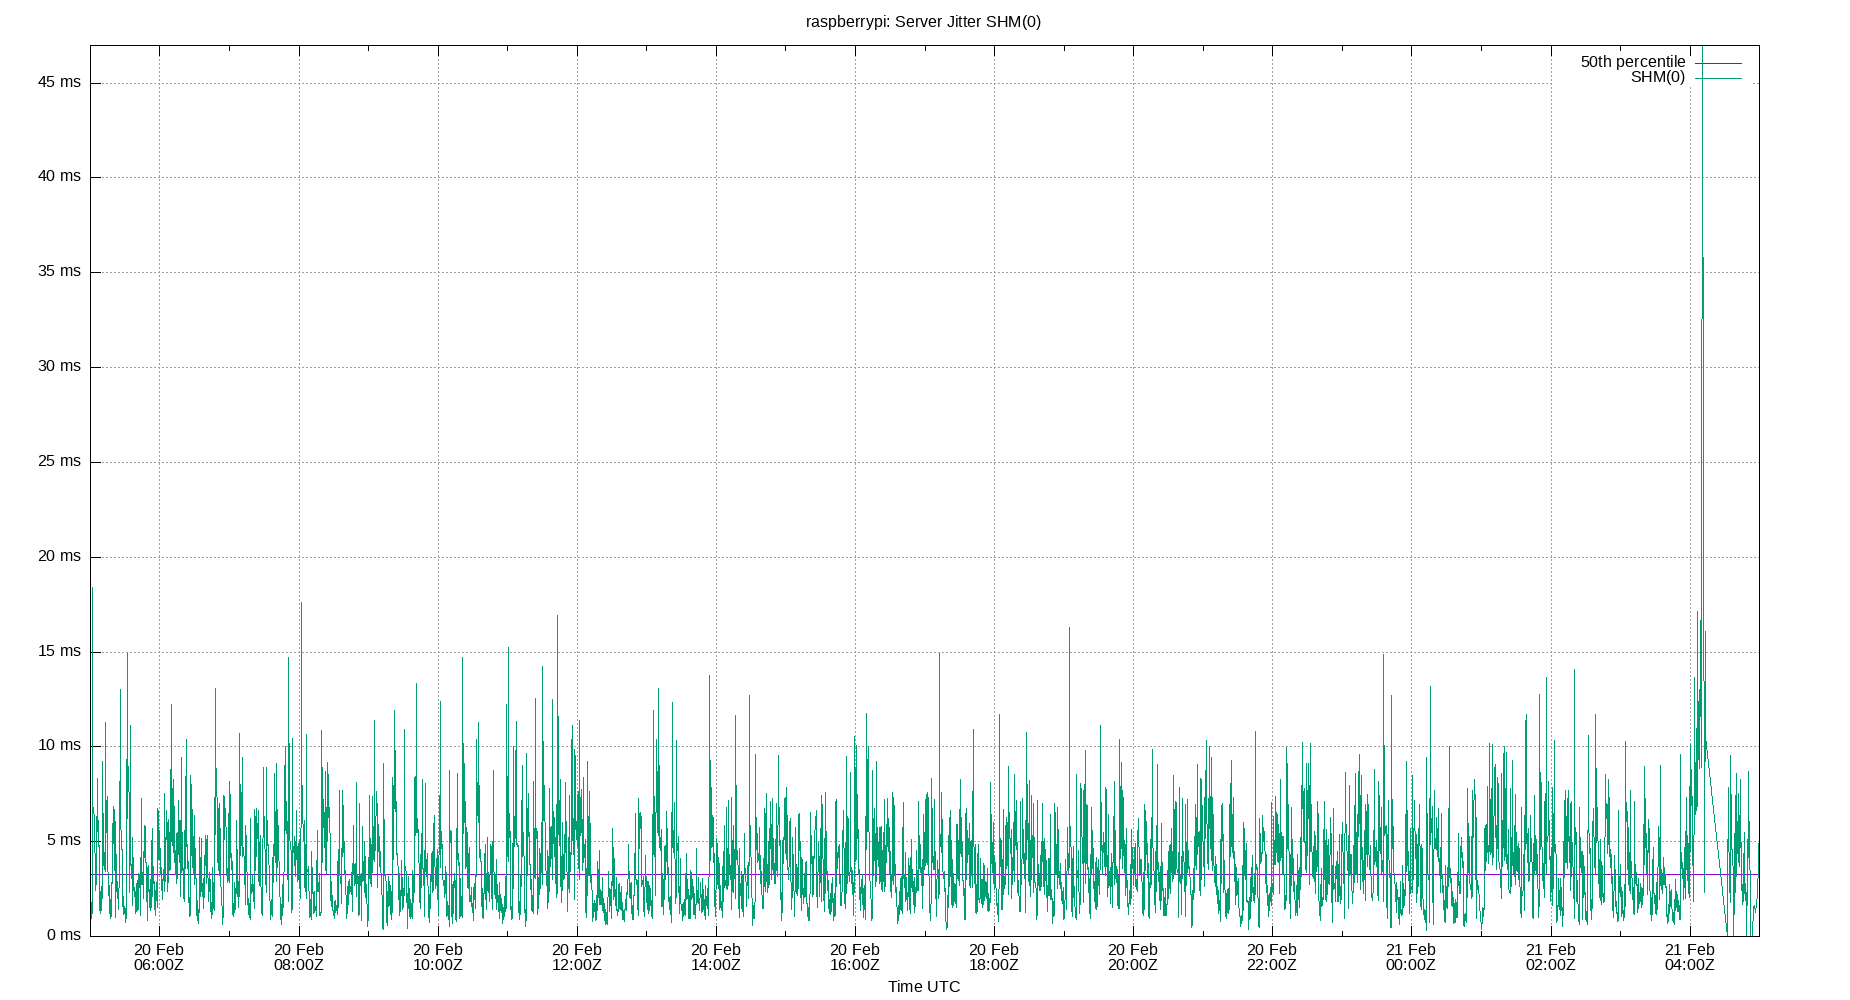 raspberrypi: Server Jitter SHM(0)
50th percentile
SHM(0)
45 ms
40 ms
35 ms
30 ms
25 ms
20 ms
15 ms
10 ms
5 ms
0 ms
20 Feb 20 Feb 20 Feb 20 Feb 20 Feb 20 Feb 20 Feb 20 Feb 20 Feb 21 Feb 21 Feb 21 Feb
06:00Z 08:00Z 10:00Z 12:00Z 14:00Z 16:00Z 18:00Z 20:00Z 22:00Z 00:00Z 02:00Z 04:00Z
Time UTC